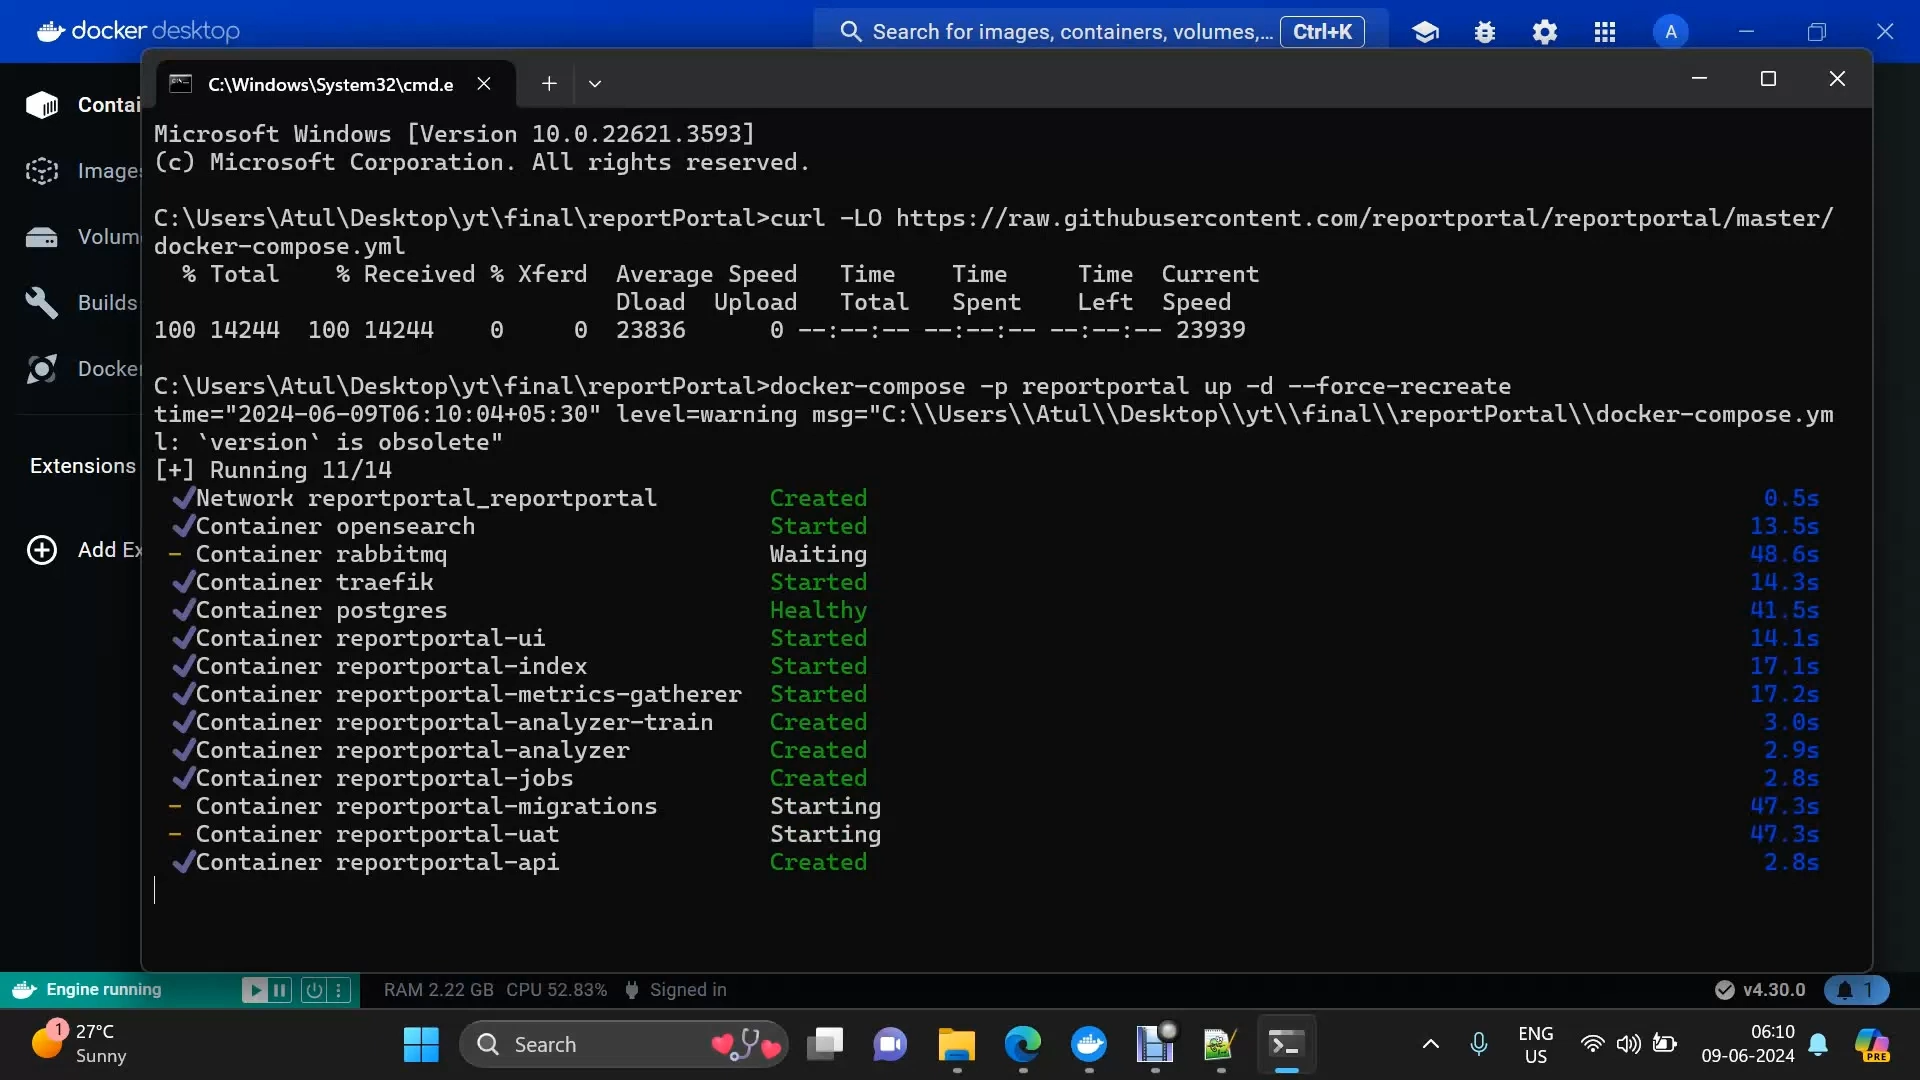 docker desktop
Search for images, containers, volumes,... Ctrl+K
A
C:\Windows\System32\cmd.e
Contai
Images
Volum
Builds
Docker
Extensions
Add Ex
Microsoft Windows [Version 10.0.22621.3593]
(c) Microsoft Corporation. All rights reserved.
C:\Users\Atul\Desktop\yt\final\reportPortal>curl -LO https://raw.githubusercontent.com/reportportal/reportportal/master/
docker-compose.yml
% Total % Received % Xferd Average Speed Time Time Time Current
Dload Upload Total Spent Left Speed
100 14244 100 14244 0 0 23836 0 --:--:-- --:--:-- --:--:-- 23939
C:\Users\Atul\Desktop\yt\final\reportPortal>docker-compose -p reportportal up -d --force-recreate
time="2024-06-09T06:10:04+05:30" level=warning msg="C:\\Users\\Atul\\Desktop\\yt\\final\\reportPortal\\docker-compose.ym
l: `version` is obsolete"
[+] Running 11/14
✔Network reportportal_reportportal Created 0.5s
✔Container opensearch Started 13.5s
- Container rabbitmq Waiting 48.6s
✔Container traefik Started 14.3s
✔Container postgres Healthy 41.5s
✔Container reportportal-ui Started 14.1s
✔Container reportportal-index Started 17.1s
✔Container reportportal-metrics-gatherer Started 17.2s
✔Container reportportal-analyzer-train Created 3.0s
✔Container reportportal-analyzer Created 2.9s
✔Container reportportal-jobs Created 2.8s
- Container reportportal-migrations Starting 47.3s
- Container reportportal-uat Starting 47.3s
✔Container reportportal-api Created 2.8s
Engine running RAM 2.22 GB CPU 52.83% Signed in v4.30.0 1
1 27°C
Sunny
Search
ENG
US
06:10
09-06-2024
PRE